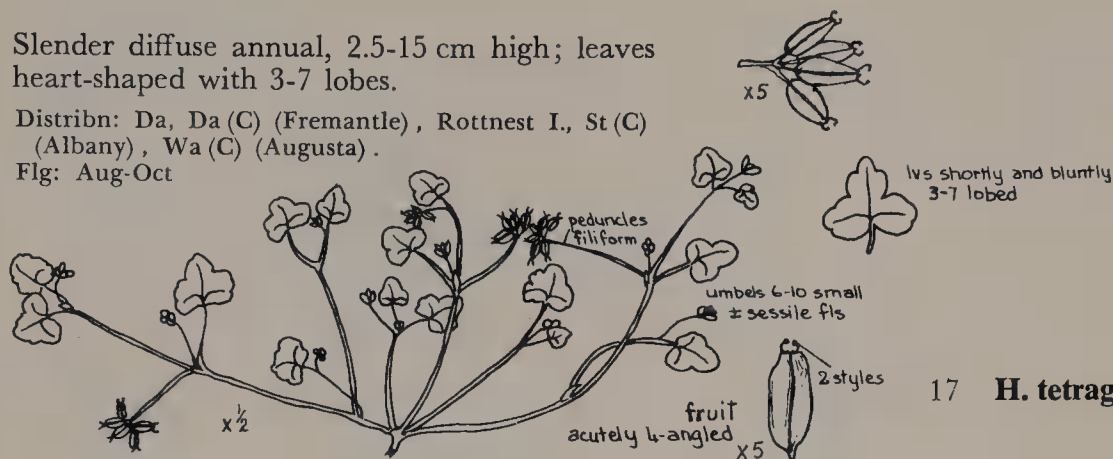 Slender diffuse annual, 2.5-15 cm high; leaves
heart-shaped with 3-7 lobes.
Distribn: Da, Da (C) (Fremantle) , Rottnest I., St (C)
(Albany) , Wa (C) (Augusta) .
Flg: Aug-Oct
x5
lvs shortly and bluntly
3-7 lobed
peduncles
filiform
umbels 6-10 small
± sessile fls
2 styles
fruit
acutely 4-angled
x5
x½
17 H. tetrag